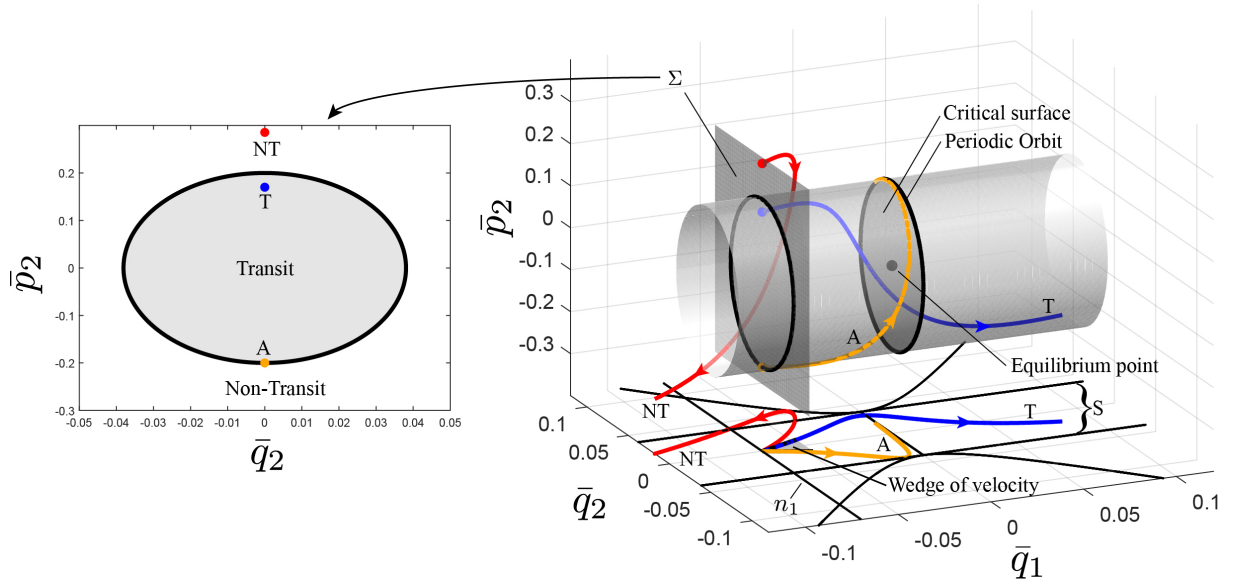 Σ
0.2
0.1
0
-0.1
-0.2
-0.3
-0.05
-0.04
-0.03
-0.02
-0.01
0
0.01
0.02
0.03
0.04
0.05
p̄2
q̄2
NT
T
Transit
A
Non-Transit
0.3
0.2
0.1
0
-0.1
-0.2
-0.3
p̄2
Critical surface
Periodic Orbit
A
T
Equilibrium point
NT
NT
T
S
A
Wedge of velocity
n1
0.1
0.05
0
-0.05
-0.1
q̄2
-0.1
-0.05
0
0.05
0.1
q̄1